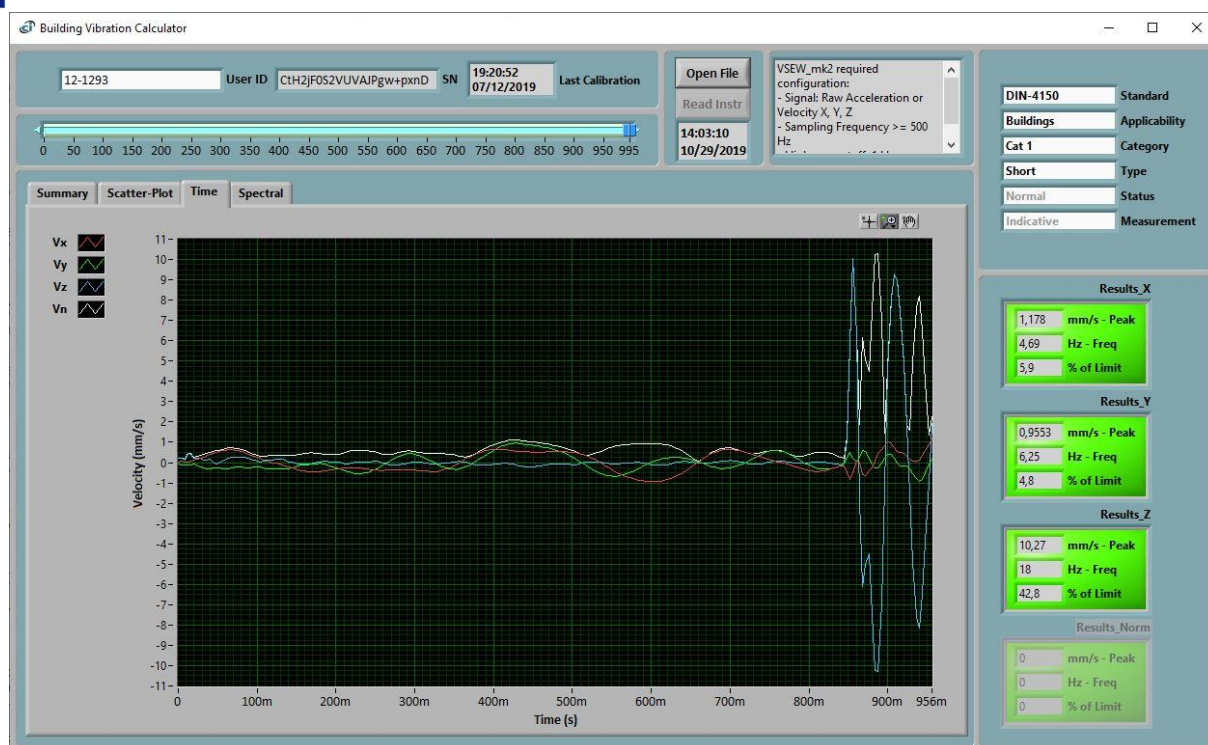 Building Vibration Calculator
12-1293 User ID CtH2jF0S2VUVAJPgw+pxnD SN 19:20:52
07/12/2019 Last Calibration
0 50 100 150 200 250 300 350 400 450 500 550 600 650 700 750 800 850 900 950 995
Open File
Read Instr
14:03:10
10/29/2019
VSEW_mk2 required
configuration:
- Signal: Raw Acceleration or
Velocity X, Y, Z
- Sampling Frequency >= 500
Hz
DIN-4150 Standard
Buildings Applicability
Cat 1 Category
Short Type
Normal Status
Indicative Measurement
Summary Scatter-Plot Time Spectral
Vx
Vy
Vz
Vn
Velocity (mm/s)
11
10
9
8
7
6
5
4
3
2
1
0
-1
-2
-3
-4
-5
-6
-7
-8
-9
-10
-11
0 100m 200m 300m 400m 500m 600m 700m 800m 900m 956m
Time (s)
Results_X
1,178 mm/s - Peak
4,69 Hz - Freq
5,9 % of Limit
Results_Y
0,9553 mm/s - Peak
6,25 Hz - Freq
4,8 % of Limit
Results_Z
10,27 mm/s - Peak
18 Hz - Freq
42,8 % of Limit
Results_Norm
0 mm/s - Peak
0 Hz - Freq
0 % of Limit